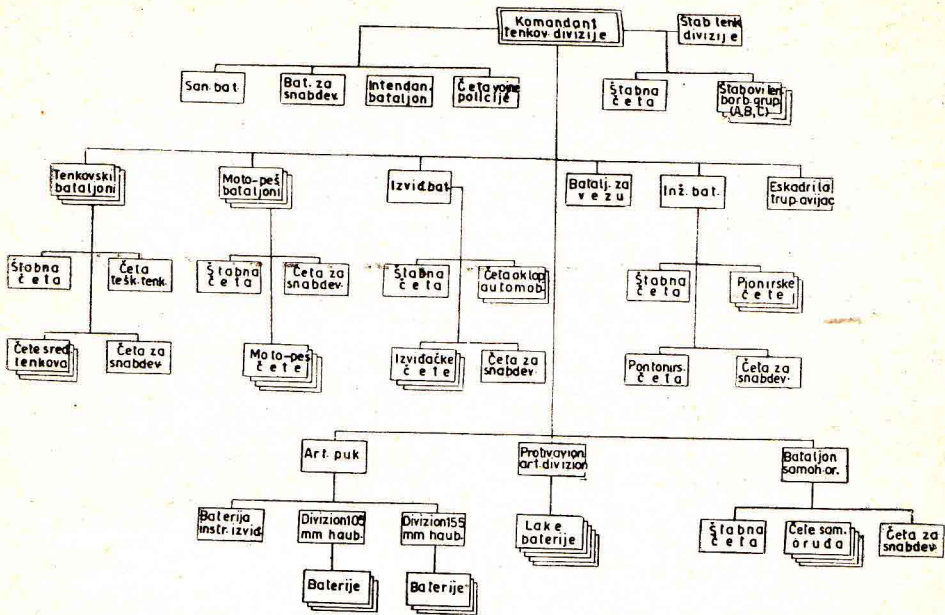 Komandant
tenkov. divizije
Štab tenk
divizije
San. bat.
Bat. za
snabdev.
Intendan.
bataljon
Četa vojne
policije
Štabna
četa
Štabovi ten
borb. grup.
(A,B,C)
Tenkovski
bataljoni
Moto-peš
bataljoni
Izviđ. bat.
Batalj. za
vezu
Inž. bat.
Eskadrila
trup. avijac
Štabna
četa
Četa
tešk. tenk.
Štabna
četa
Četa za
snabdev.
Štabna
četa
Četa oklop
automob.
Štabna
četa
Pionirske
čete
Čete sred.
tenkova
Četa za
snabdev.
Moto-peš
čete
Izviđačke
čete
Četa za
snabdev.
Pontonirs.
četa
Četa za
snabdev.
Art. puk
Protivavion
art. divizion
Bataljon
samoh. or.
Baterija
instr. izviđ.
Divizion 105
mm haub.
Divizion 155
mm haub.
Lake
baterije
Štabna
četa
Čete sam.
oruđa
Četa za
snabdev.
Baterije
Baterije